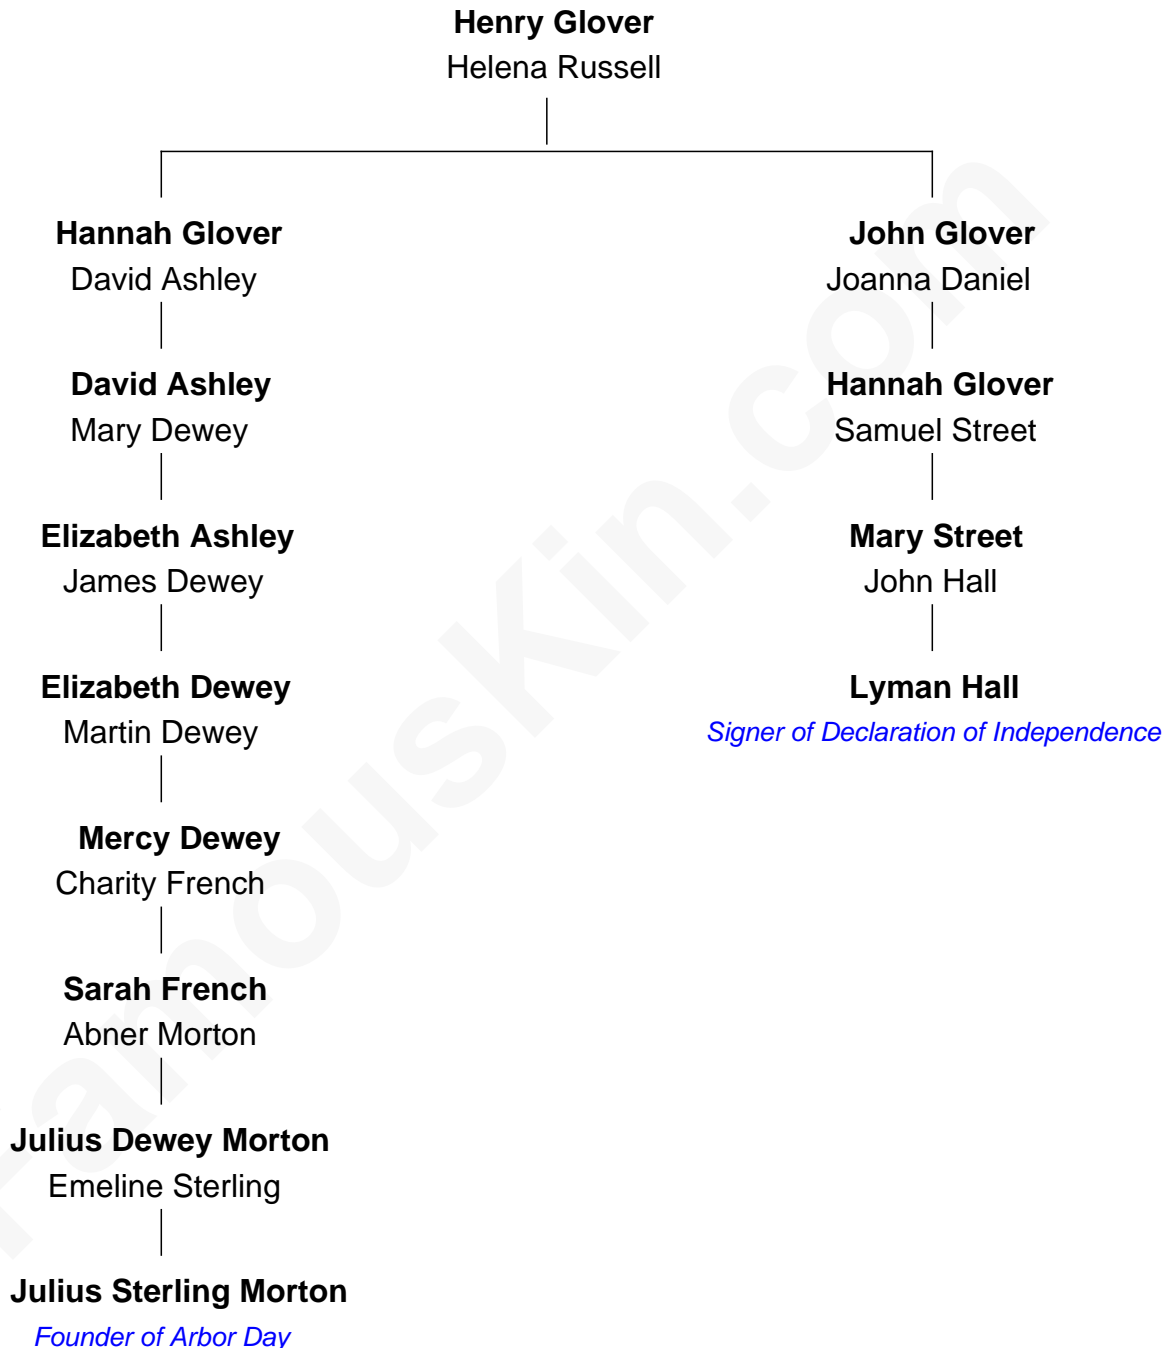 Henry Glover
Helena Russell
Hannah Glover
David Ashley
John Glover
Joanna Daniel
David Ashley
Mary Dewey
Hannah Glover
Samuel Street
Elizabeth Ashley
James Dewey
Mary Street
John Hall
Elizabeth Dewey
Martin Dewey
Lyman Hall
Signer of Declaration of Independence
Mercy Dewey
Charity French
Sarah French
Abner Morton
Julius Dewey Morton
Emeline Sterling
Julius Sterling Morton
Founder of Arbor Day
FamousKin.com